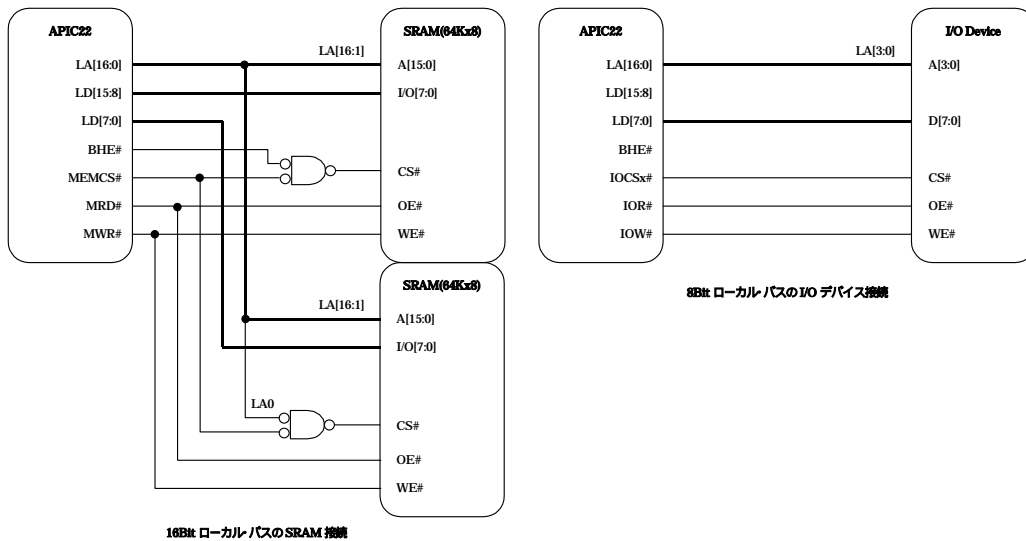 APIC22
LA[16:0]
LD[15:8]
LD[7:0]
BHE#
MEMCS#
MRD#
MWR#
LA[16:1]
SRAM(64Kx8)
A[15:0]
I/O[7:0]
CS#
OE#
WE#
LA[16:1]
LA0
SRAM(64Kx8)
A[15:0]
I/O[7:0]
CS#
OE#
WE#
16Bit ローカル・バスの SRAM 接続
APIC22
LA[16:0]
LD[15:8]
LD[7:0]
BHE#
IOCSx#
IOR#
IOW#
LA[3:0]
I/O Device
A[3:0]
D[7:0]
CS#
OE#
WE#
8Bit ローカル・バスの I/O デバイス接続